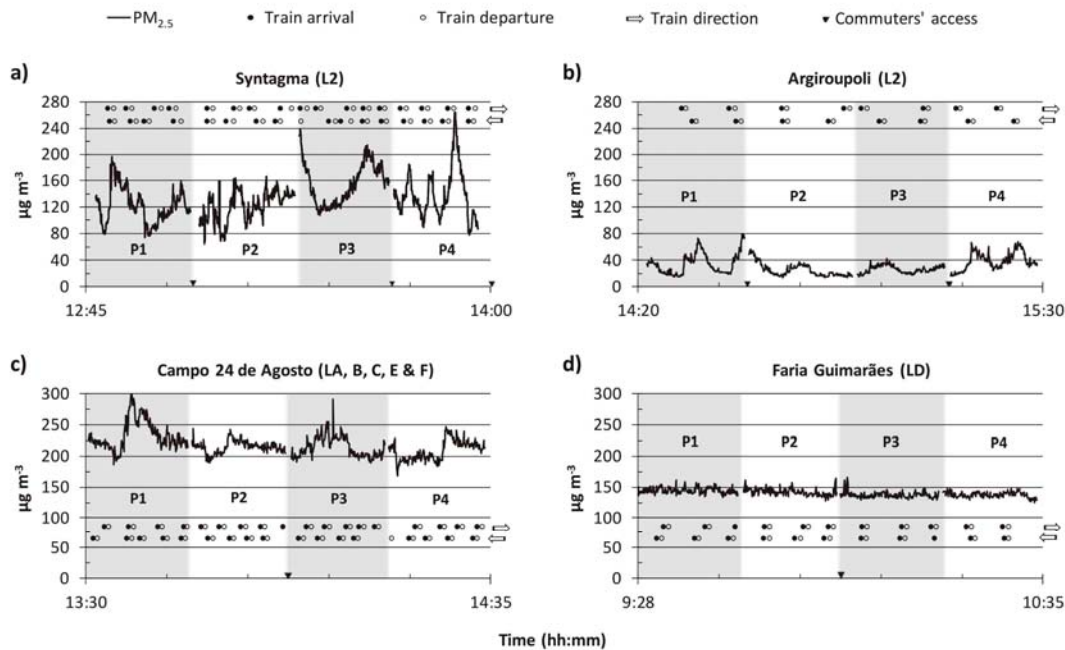 PM2.5 Train arrival Train departure Train direction Commuters' access
a) Syntagma (L2)
280
240
200
160
120
80
40
0
µg m-3
P1 P2 P3 P4
12:45 14:00
b) Argiroupoli (L2)
280
240
200
160
120
80
40
0
µg m-3
P1 P2 P3 P4
14:20 15:30
c) Campo 24 de Agosto (LA, B, C, E & F)
300
250
200
150
100
50
0
µg m-3
P1 P2 P3 P4
13:30 14:35
d) Faria Guimarães (LD)
300
250
200
150
100
50
0
µg m-3
P1 P2 P3 P4
9:28 10:35
Time (hh:mm)